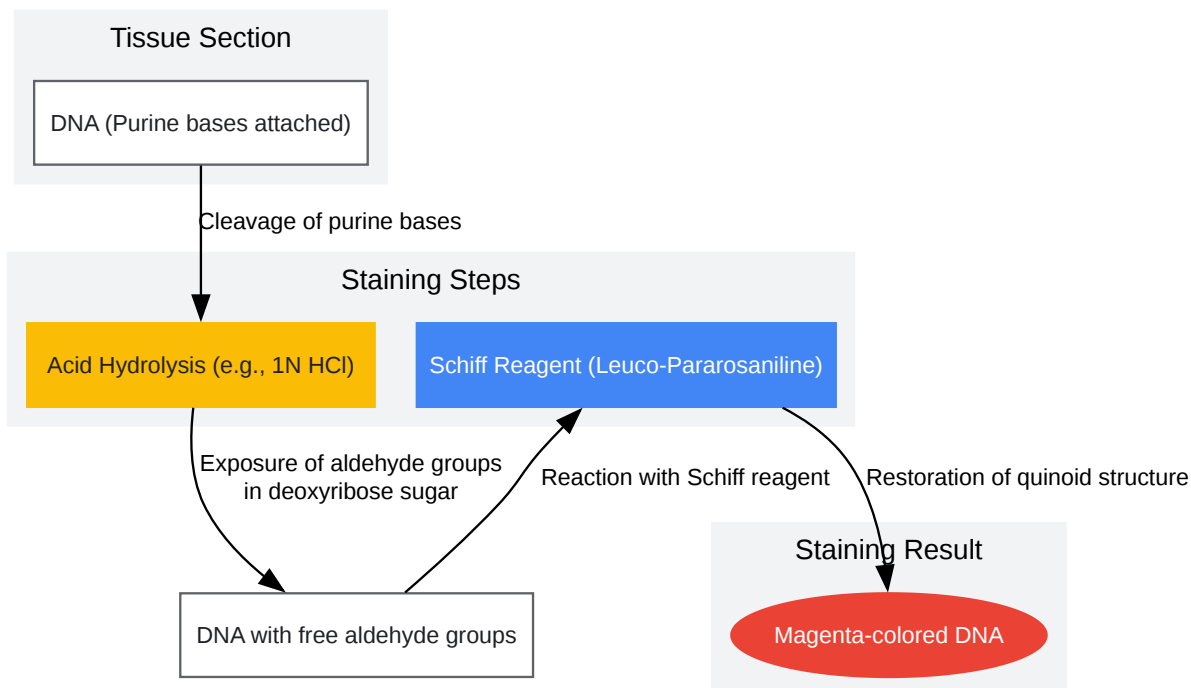 Tissue Section
DNA (Purine bases attached)
Cleavage of purine bases
Staining Steps
Acid Hydrolysis (e.g., 1N HCl)
Schiff Reagent (Leuco-Pararosaniline)
Exposure of aldehyde groups
in deoxyribose sugar
Reaction with Schiff reagent
Restoration of quinoid structure
Staining Result
DNA with free aldehyde groups
Magenta-colored DNA